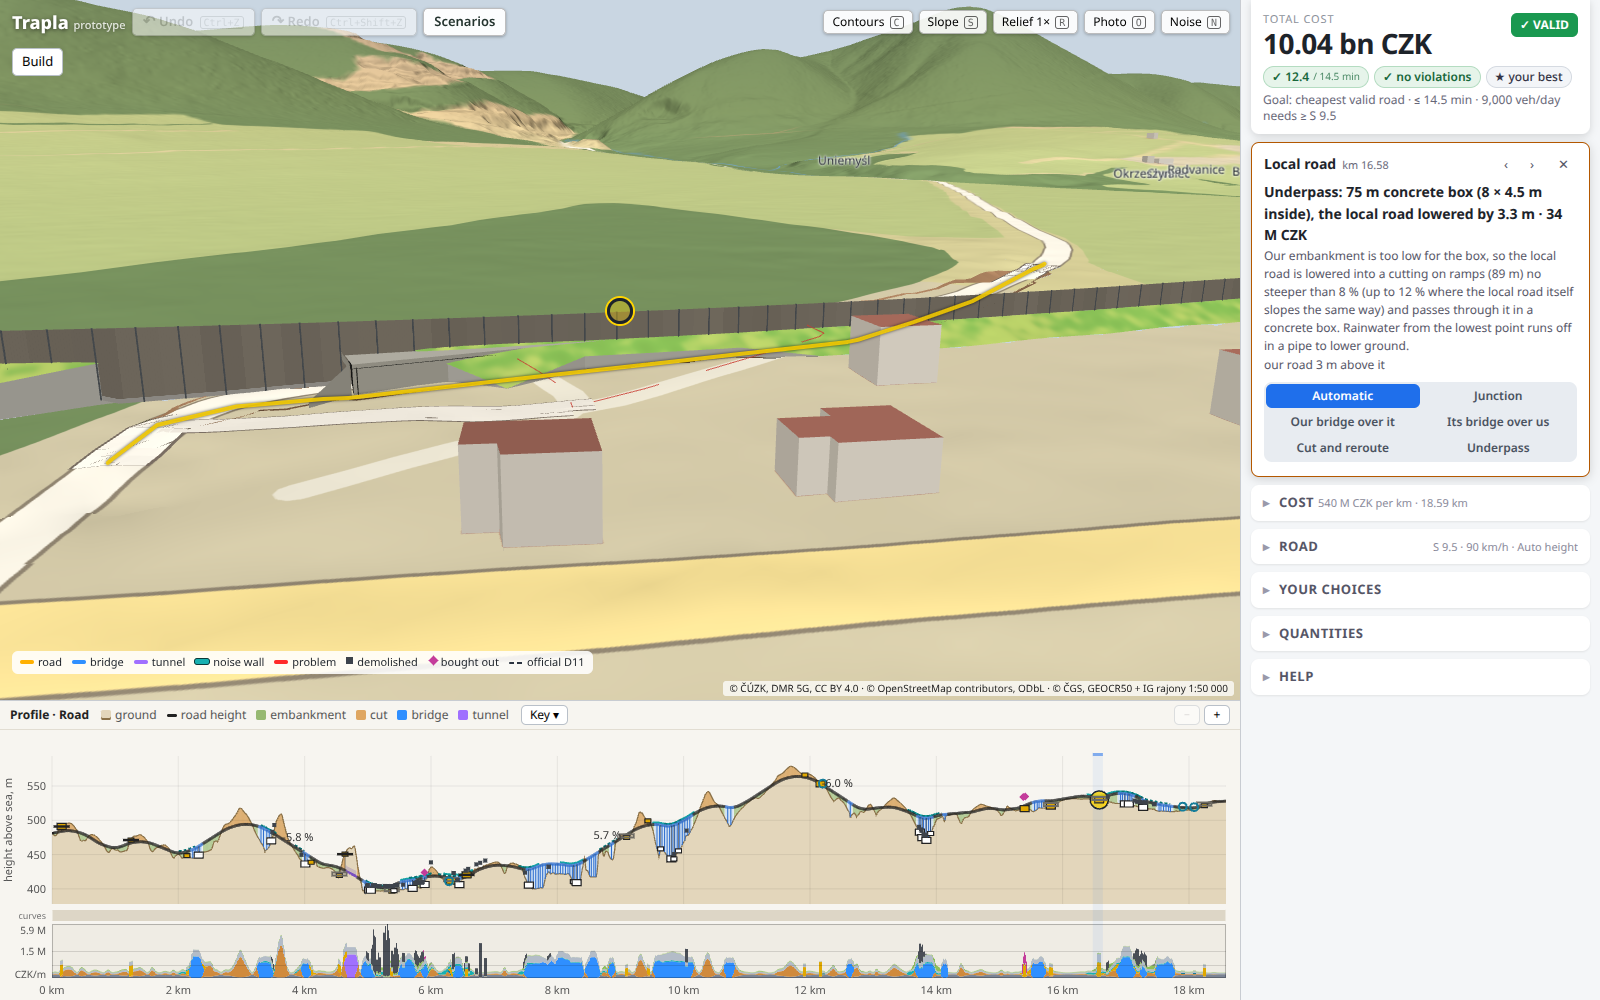 Trapla prototype
↶ Undo Ctrl+Z
↷ Redo Ctrl+Shift+Z
Scenarios
Contours C
Slope S
Relief 1× R
Photo O
Noise N
Build
Uniemyśl
Radvanice
road
bridge
tunnel
noise wall
problem
demolished
bought out
official D11
© ČÚZK, DMR 5G, CC BY 4.0 · © OpenStreetMap contributors, ODbL · © ČGS, GEOCR50 + IG rajony 1:50 000
TOTAL COST
10.04 bn CZK
✓ VALID
✓ 12.4 / 14.5 min
✓ no violations
★ your best
Goal: cheapest valid road · ≤ 14.5 min · 9,000 veh/day
needs ≥ S 9.5
Local road km 16.58
‹ › ✕
Underpass: 75 m concrete box (8 × 4.5 m
inside), the local road lowered by 3.3 m · 34
M CZK
Our embankment is too low for the box, so the local
road is lowered into a cutting on ramps (89 m) no
steeper than 8 % (up to 12 % where the local road itself
slopes the same way) and passes through it in a
concrete box. Rainwater from the lowest point runs off
in a pipe to lower ground.
our road 3 m above it
Automatic
Junction
Our bridge over it
Its bridge over us
Cut and reroute
Underpass
▶ COST 540 M CZK per km · 18.59 km
▶ ROAD S 9.5 · 90 km/h · Auto height
▶ YOUR CHOICES
▶ QUANTITIES
▶ HELP
Profile · Road
ground
road height
embankment
cut
bridge
tunnel
Key ▾
− +
height above sea, m
550
500
450
400
5.8 %
5.7 %
6.0 %
curves
5.9 M
1.5 M
CZK/m
0 km
2 km
4 km
6 km
8 km
10 km
12 km
14 km
16 km
18 km